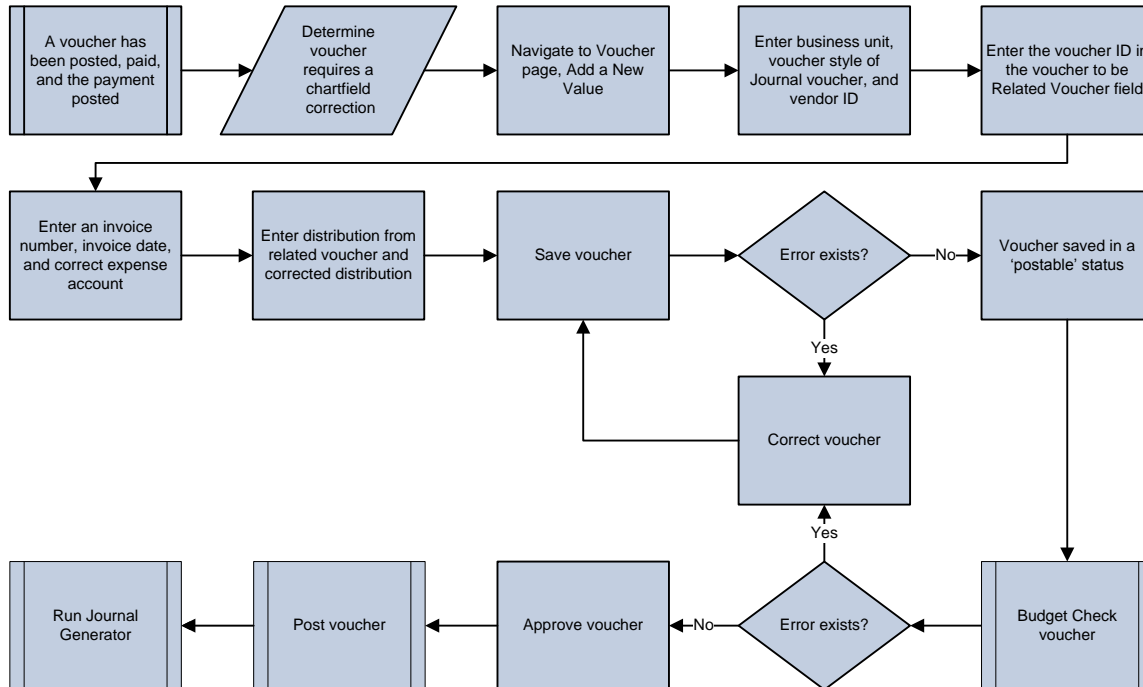 A voucher has
been posted, paid,
and the payment
posted
Determine
voucher
requires a
chartfield
correction
Navigate to Voucher
page, Add a New
Value
Enter business unit,
voucher style of
Journal voucher, and
vendor ID
Enter the voucher ID in
the voucher to be
Related Voucher field
Enter an invoice
number, invoice date,
and correct expense
account
Enter distribution from
related voucher and
corrected distribution
Save voucher
Error exists?
No
Voucher saved in a
‘postable’ status
Yes
Correct voucher
Yes
Run Journal
Generator
Post voucher
Approve voucher
No
Error exists?
Budget Check
voucher